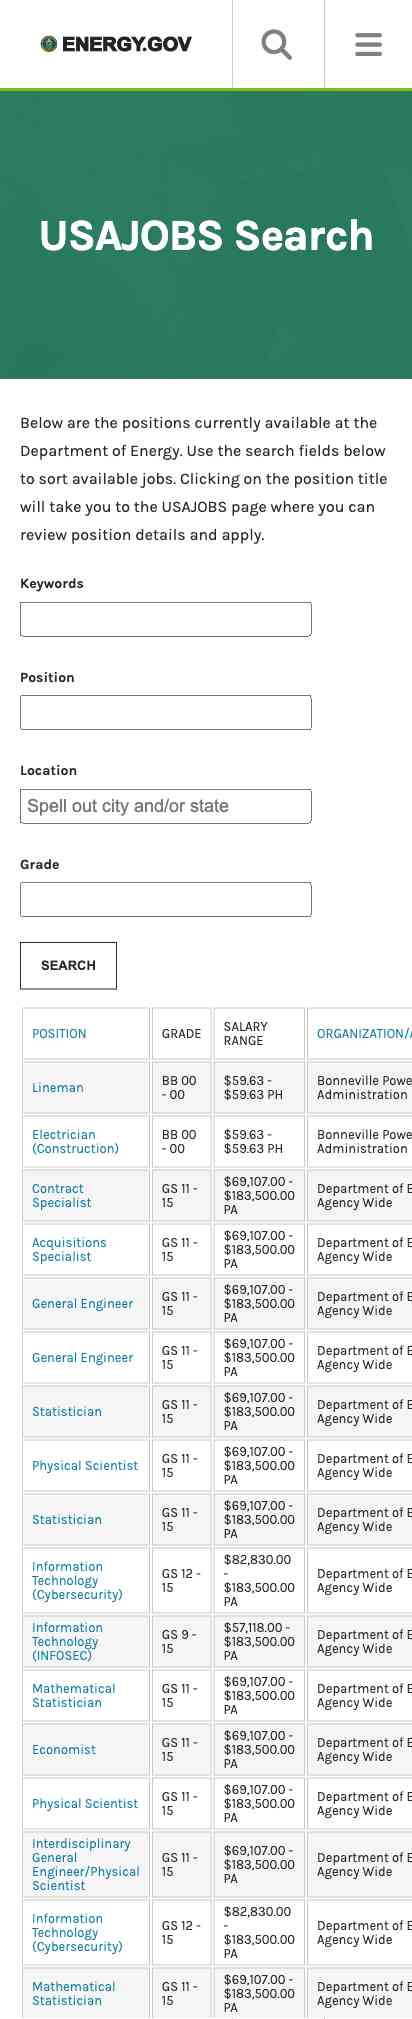 ENERGY.GOV
USAJOBS Search
Below are the positions currently available at the
Department of Energy. Use the search fields below
to sort available jobs. Clicking on the position title
will take you to the USAJOBS page where you can
review position details and apply.
Keywords
Position
Location
Spell out city and/or state
Grade
SEARCH
POSITION GRADE SALARY RANGE ORGANIZATION/
Lineman BB 00 - 00 $59.63 - $59.63 PH Bonneville Powe Administration
Electrician (Construction) BB 00 - 00 $59.63 - $59.63 PH Bonneville Powe Administration
Contract Specialist GS 11 - 15 $69,107.00 - $183,500.00 PA Department of E Agency Wide
Acquisitions Specialist GS 11 - 15 $69,107.00 - $183,500.00 PA Department of E Agency Wide
General Engineer GS 11 - 15 $69,107.00 - $183,500.00 PA Department of E Agency Wide
General Engineer GS 11 - 15 $69,107.00 - $183,500.00 PA Department of E Agency Wide
Statistician GS 11 - 15 $69,107.00 - $183,500.00 PA Department of E Agency Wide
Physical Scientist GS 11 - 15 $69,107.00 - $183,500.00 PA Department of E Agency Wide
Statistician GS 11 - 15 $69,107.00 - $183,500.00 PA Department of E Agency Wide
Information Technology (Cybersecurity) GS 12 - 15 $82,830.00 - $183,500.00 PA Department of E Agency Wide
Information Technology (INFOSEC) GS 9 - 15 $57,118.00 - $183,500.00 PA Department of E Agency Wide
Mathematical Statistician GS 11 - 15 $69,107.00 - $183,500.00 PA Department of E Agency Wide
Economist GS 11 - 15 $69,107.00 - $183,500.00 PA Department of E Agency Wide
Physical Scientist GS 11 - 15 $69,107.00 - $183,500.00 PA Department of E Agency Wide
Interdisciplinary General Engineer/Physical Scientist GS 11 - 15 $69,107.00 - $183,500.00 PA Department of E Agency Wide
Information Technology (Cybersecurity) GS 12 - 15 $82,830.00 - $183,500.00 PA Department of E Agency Wide
Mathematical Statistician GS 11 - 15 $69,107.00 - $183,500.00 PA Department of E Agency Wide